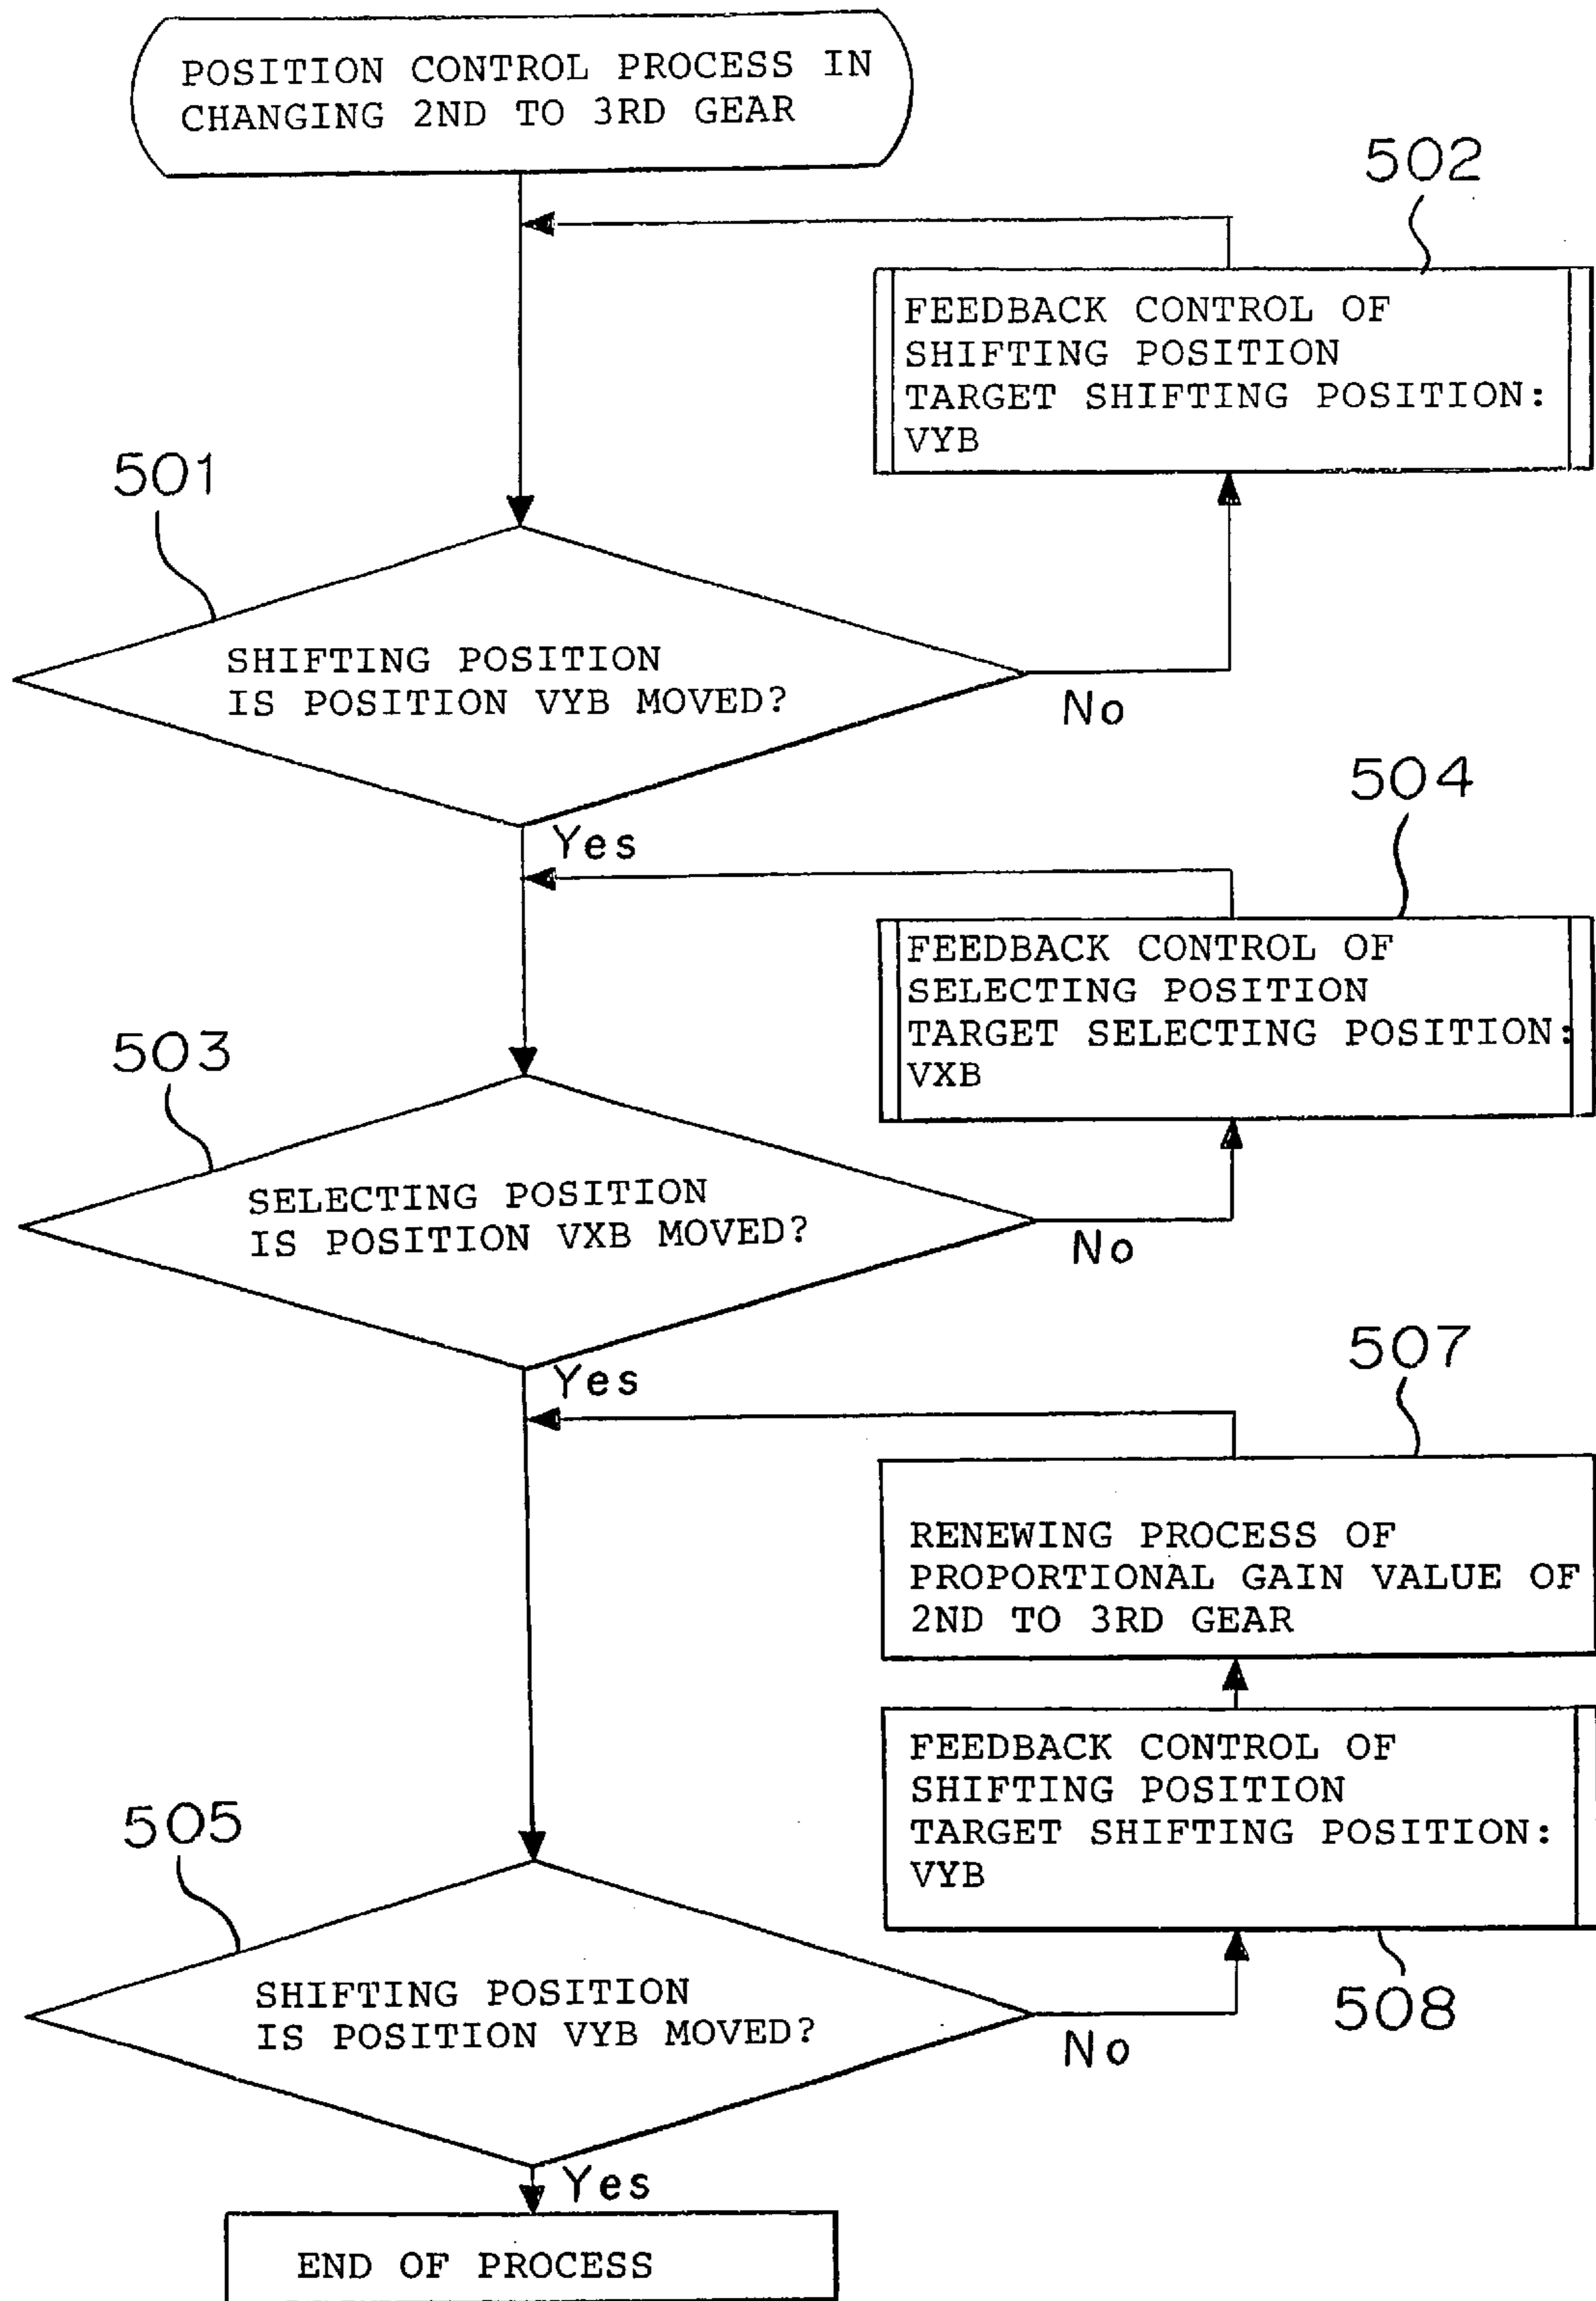 POSITION CONTROL PROCESS IN
CHANGING 2ND TO 3RD GEAR
502
FEEDBACK CONTROL OF
SHIFTING POSITION
TARGET SHIFTING POSITION:
VYB
501
SHIFTING POSITION
IS POSITION VYB MOVED?
No
Yes
504
FEEDBACK CONTROL OF
SELECTING POSITION
TARGET SELECTING POSITION:
VXB
503
SELECTING POSITION
IS POSITION VXB MOVED?
No
Yes
507
RENEWING PROCESS OF
PROPORTIONAL GAIN VALUE OF
2ND TO 3RD GEAR
FEEDBACK CONTROL OF
SHIFTING POSITION
TARGET SHIFTING POSITION:
VYB
508
505
SHIFTING POSITION
IS POSITION VYB MOVED?
No
Yes
END OF PROCESS